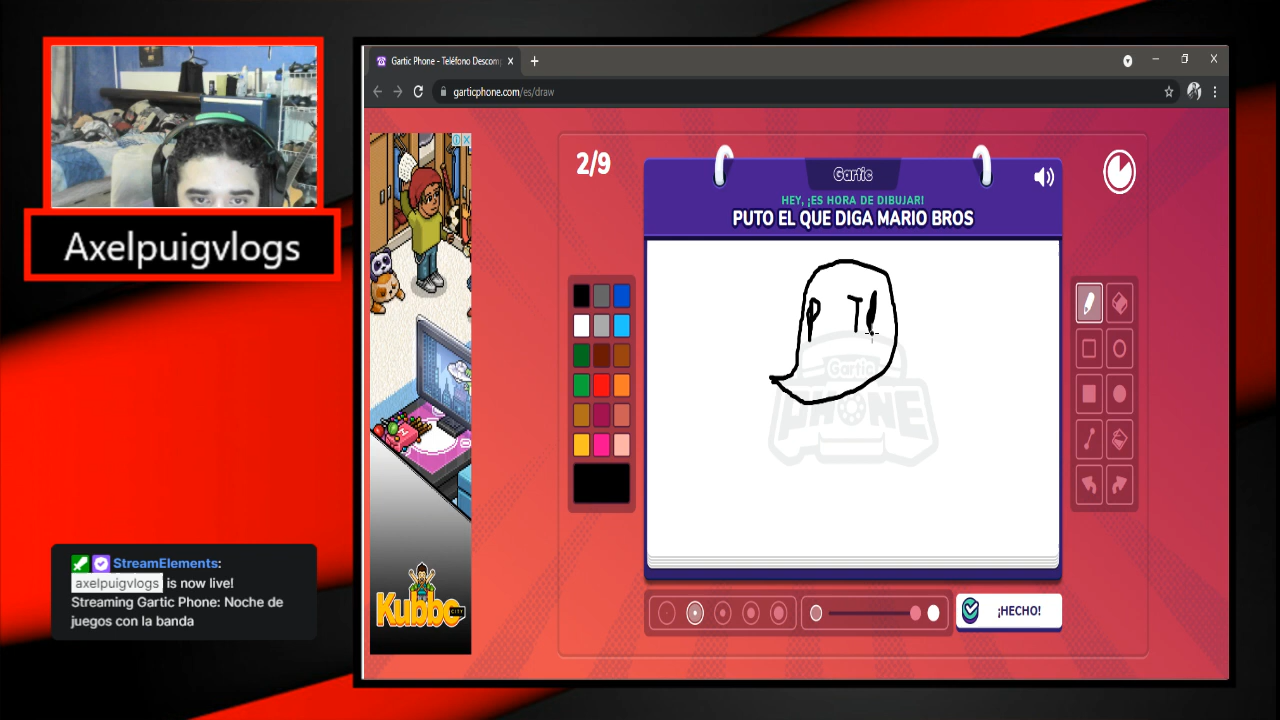 Gartic Phone - Teléfono Descom
garticphone.com/es/draw
Axelpuigvlogs
2/9
Gartic
HEY, ¡ES HORA DE DIBUJAR!
PUTO EL QUE DIGA MARIO BROS
P T
Gartic
PHONE
StreamElements:
axelpuigvlogs is now live!
Streaming Gartic Phone: Noche de
juegos con la banda
Kubbo
CITY
¡HECHO!